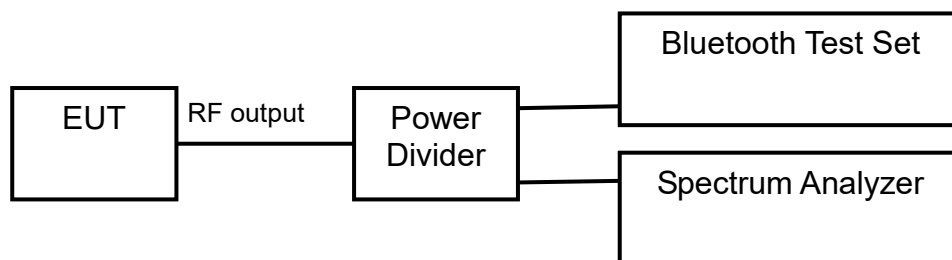 Bluetooth Test Set
EUT
RF output
Power
Divider
Spectrum Analyzer